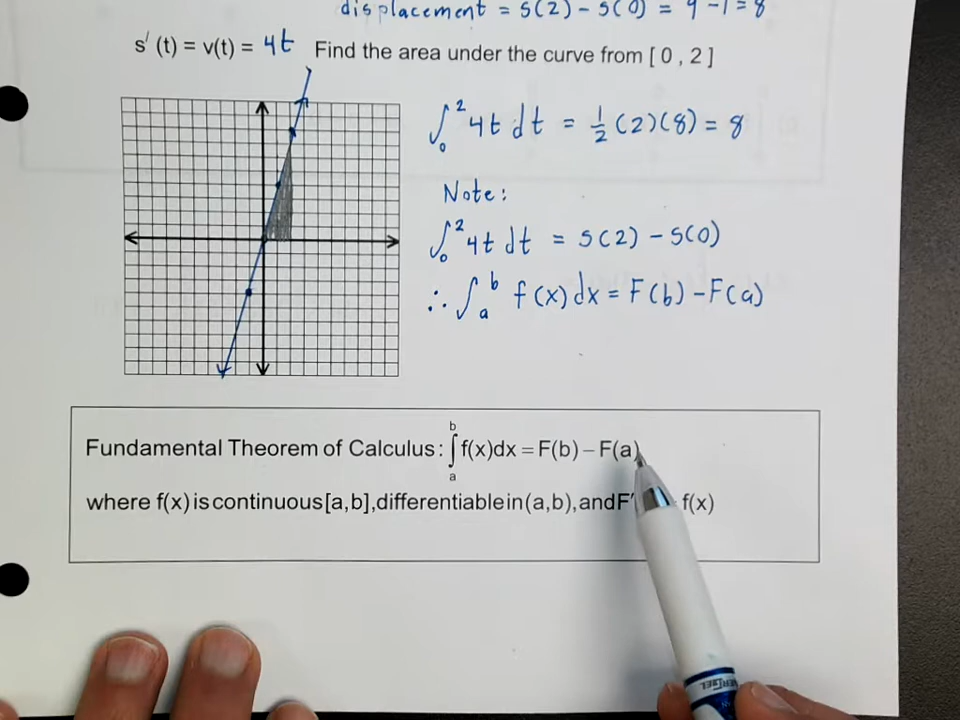 displacement = s(2) - s(0) = 9 - 1 = 8
s' (t) = v(t) = 4t Find the area under the curve from [ 0 , 2 ]
∫₀² 4t dt = 1/2 (2)(8) = 8
Note:
∫₀² 4t dt = s(2) - s(0)
∴ ∫ₐᵇ f(x) dx = F(b) - F(a)
Fundamental Theorem of Calculus: ∫ₐᵇ f(x)dx = F(b) – F(a)
where f(x) is continuous [a,b], differentiable in (a,b), and F' f(x)